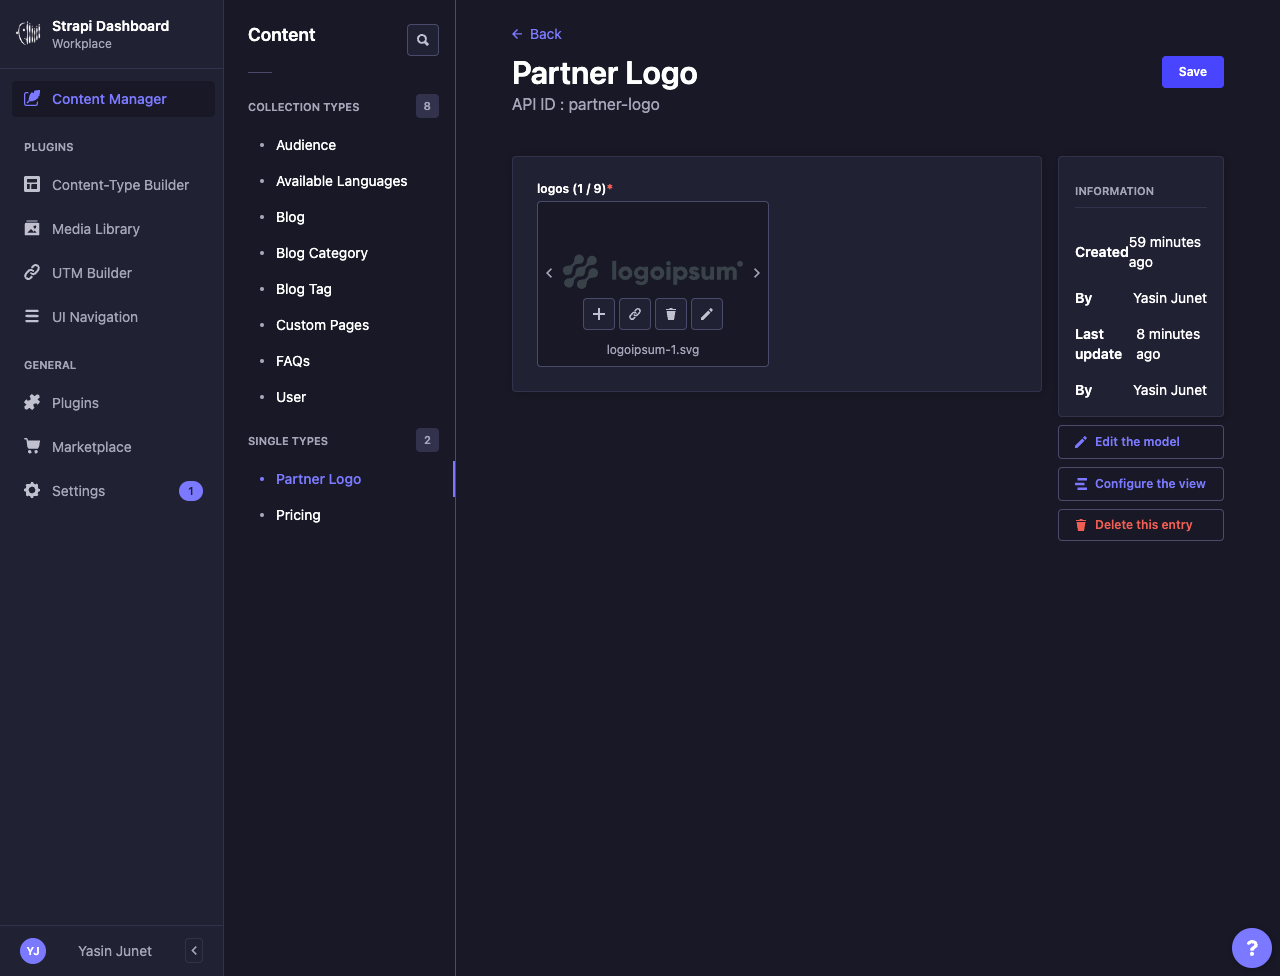 Strapi Dashboard
Workplace
Content Manager
PLUGINS
Content-Type Builder
Media Library
UTM Builder
UI Navigation
GENERAL
Plugins
Marketplace
Settings
1
YJ
Yasin Junet
Content
COLLECTION TYPES
8
Audience
Available Languages
Blog
Blog Category
Blog Tag
Custom Pages
FAQs
User
SINGLE TYPES
2
Partner Logo
Pricing
Back
Partner Logo
API ID : partner-logo
Save
logos (1 / 9)*
logoipsum
logoipsum-1.svg
INFORMATION
Created
59 minutes
ago
By
Yasin Junet
Last
update
8 minutes
ago
By
Yasin Junet
Edit the model
Configure the view
Delete this entry
?